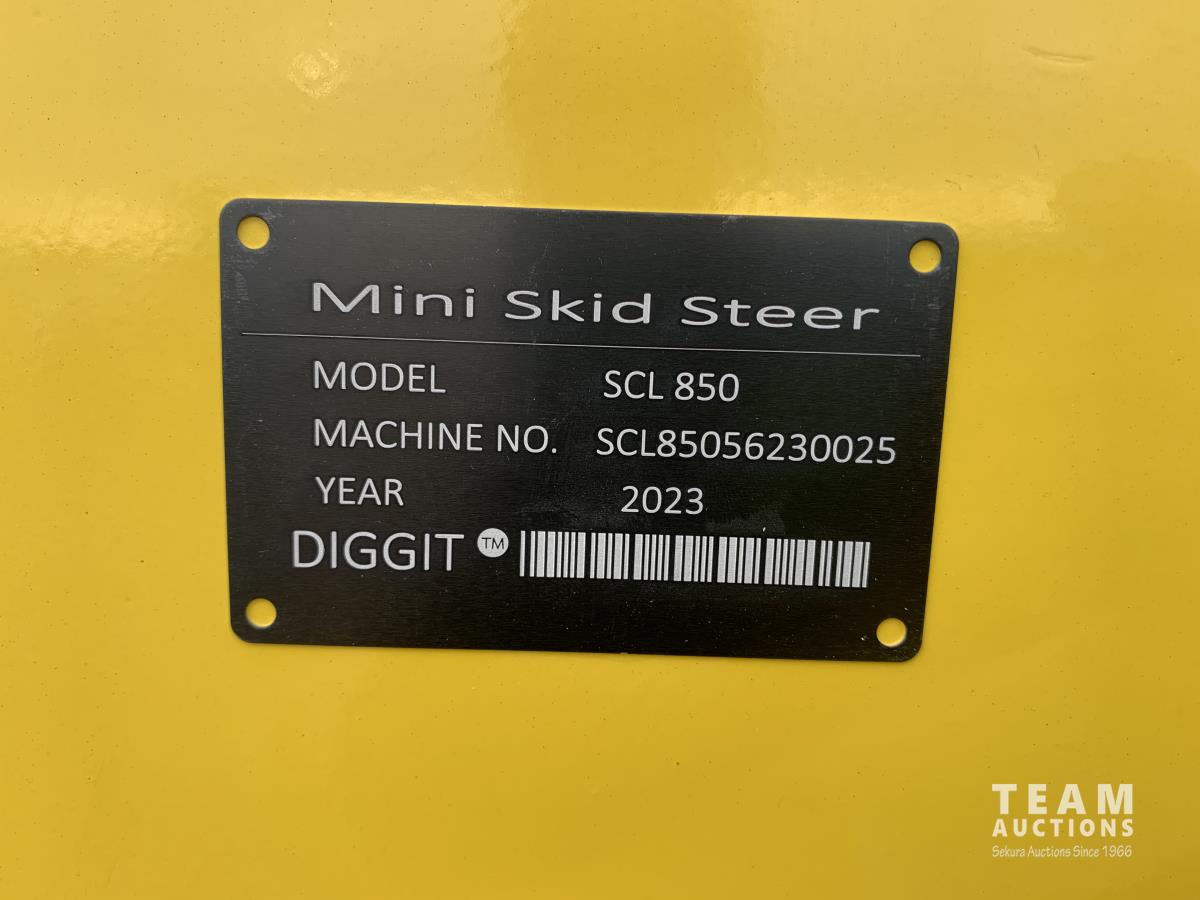 Mini Skid Steer
MODEL SCL 850
MACHINE NO. SCL85056230025
YEAR 2023
DIGGIT TM
TEAM
AUCTIONS
Sekura Auctions Since 1966